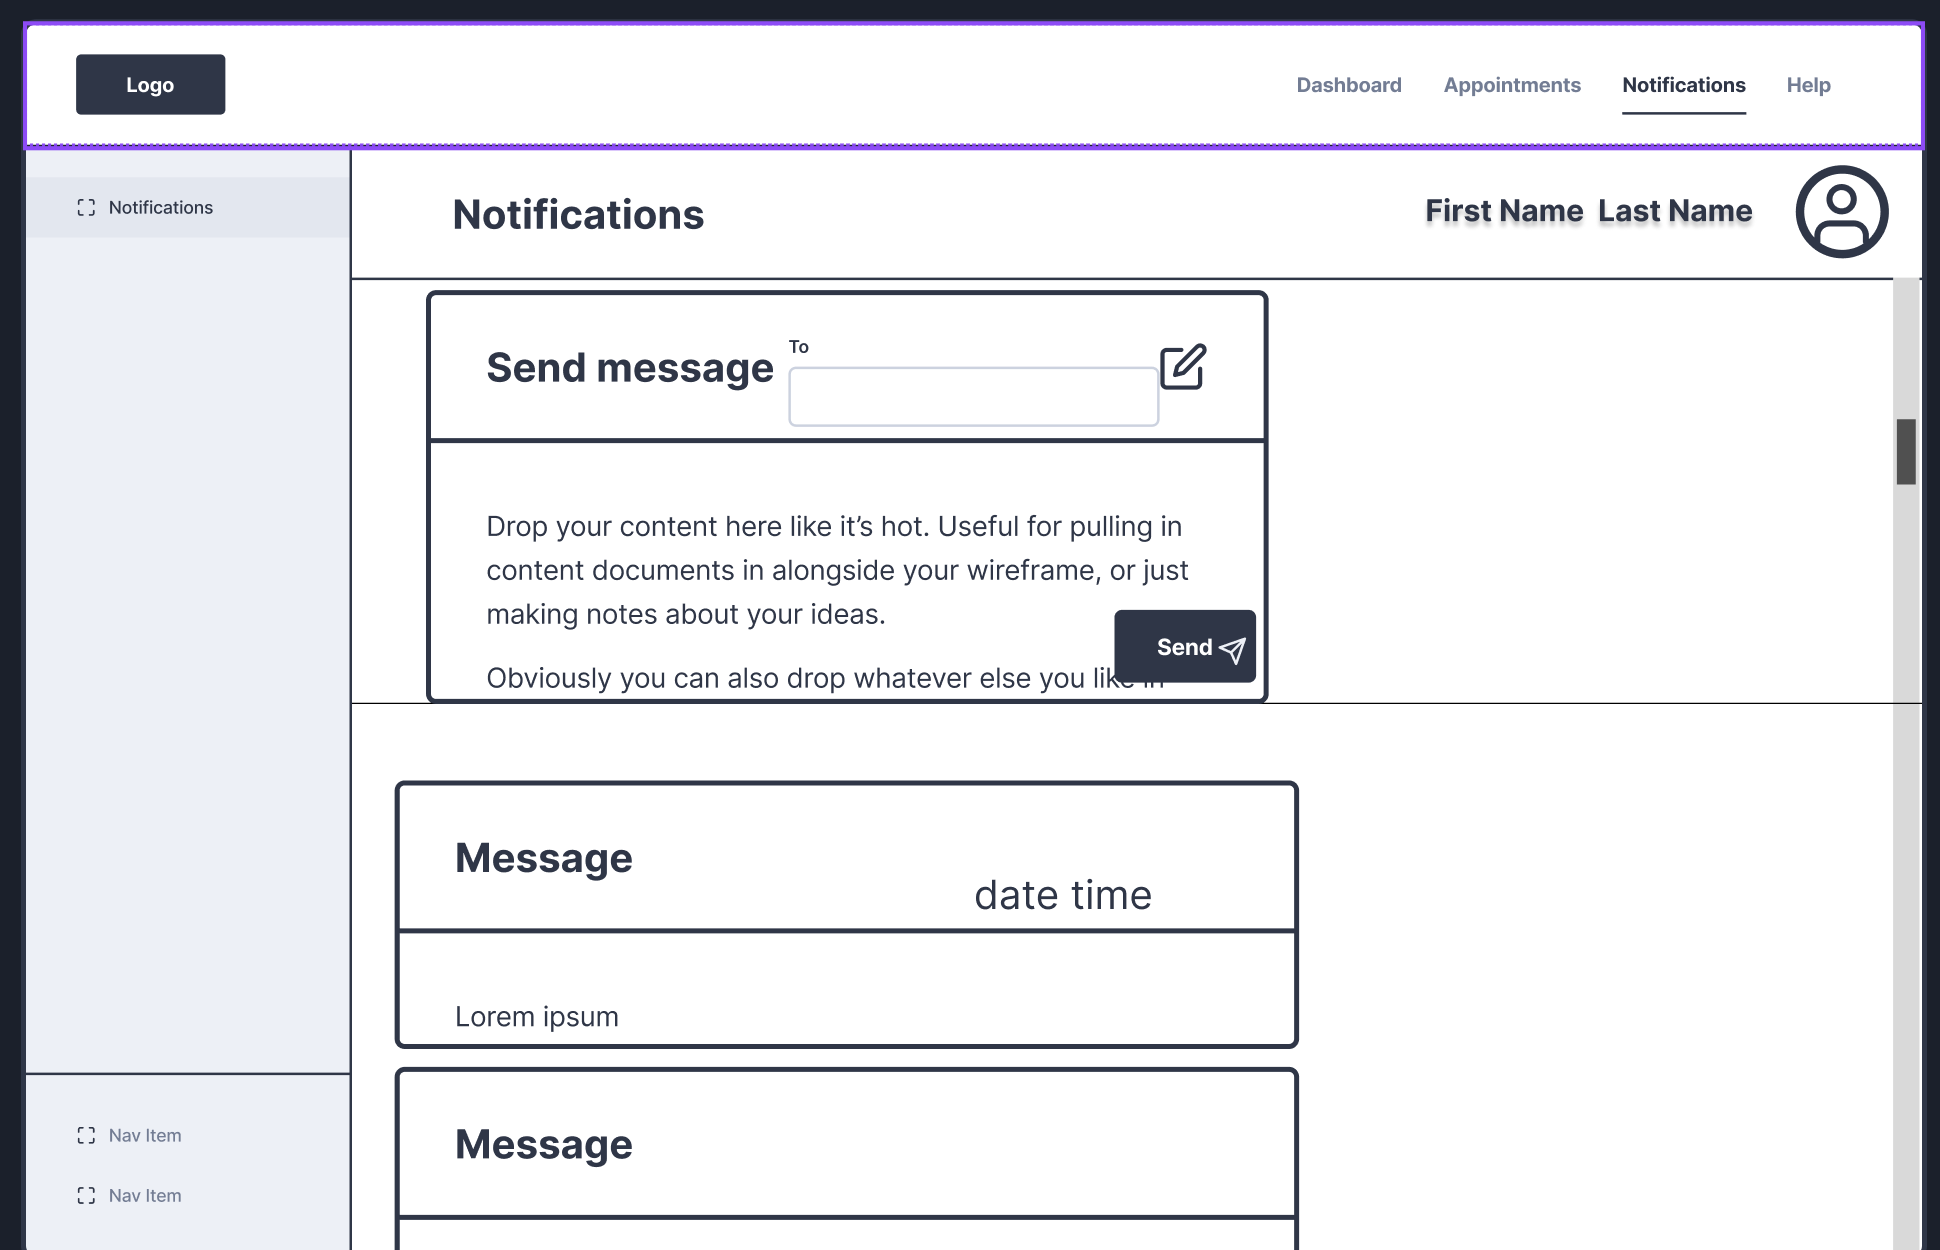 Logo
Dashboard Appointments Notifications Help
Notifications
Notifications
First Name Last Name
Send message
To
Drop your content here like it’s hot. Useful for pulling in
content documents in alongside your wireframe, or just
making notes about your ideas.
Send
Obviously you can also drop whatever else you like in
Message
date time
Lorem ipsum
Message
Nav Item
Nav Item